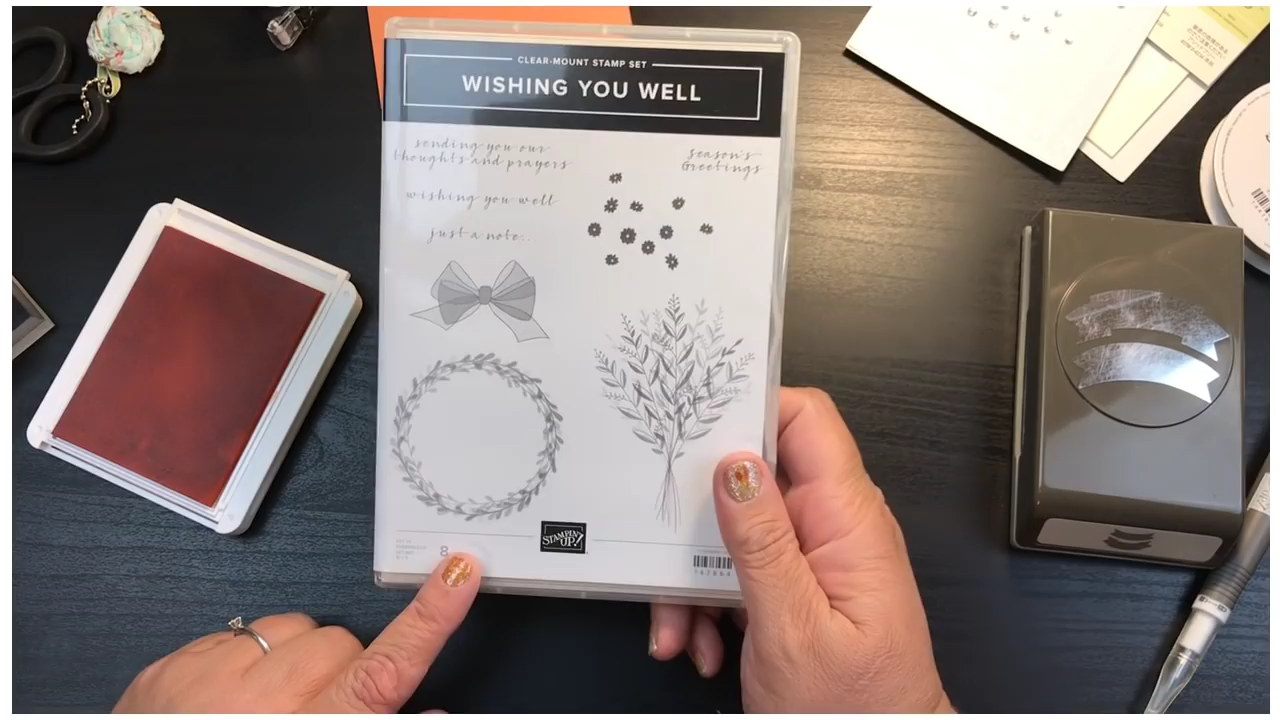 CLEAR-MOUNT STAMP SET
WISHING YOU WELL
sending you our
thoughts and prayers
season's
Greetings
wishing you well
just a note...
STAMPIN' UP!
8